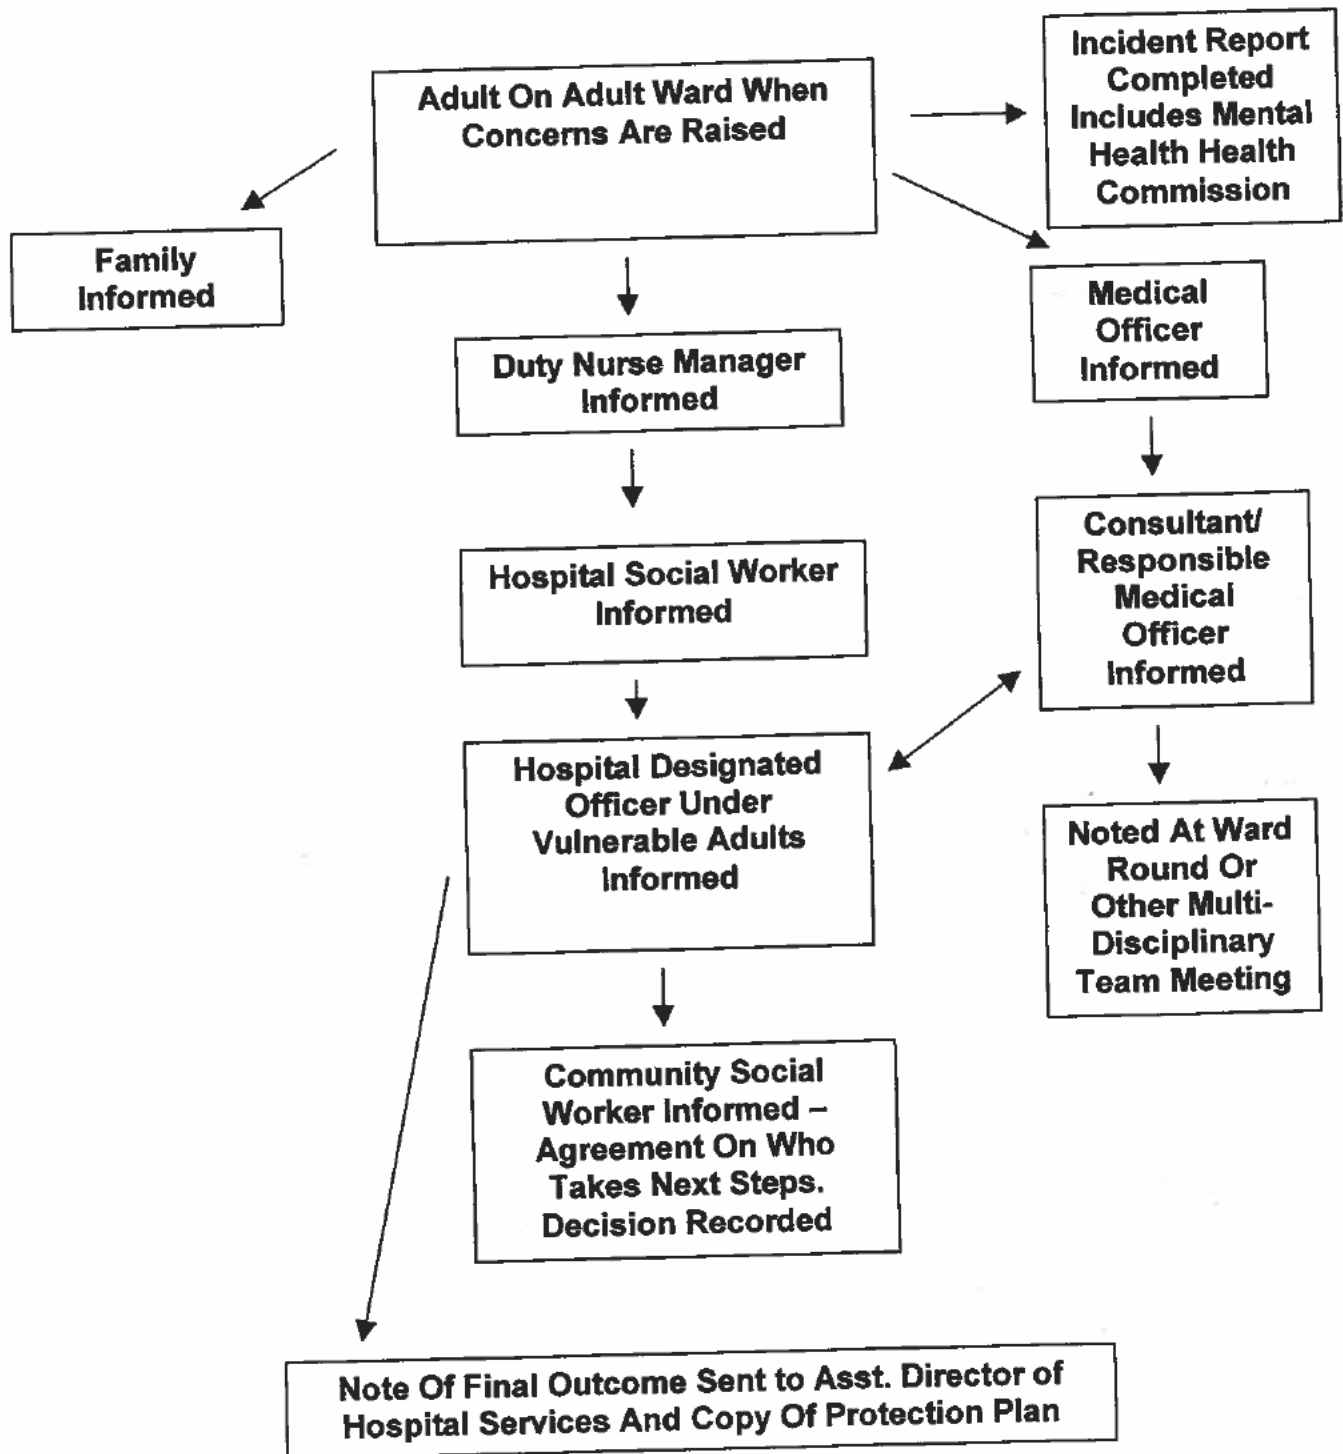 Incident Report
Completed
Includes Mental
Health Health
Commission
Adult On Adult Ward When
Concerns Are Raised
Family
Informed
Medical
Officer
Informed
Duty Nurse Manager
Informed
Consultant/
Responsible
Medical
Officer
Informed
Hospital Social Worker
Informed
Hospital Designated
Officer Under
Vulnerable Adults
Informed
Noted At Ward
Round Or
Other Multi-
Disciplinary
Team Meeting
Community Social
Worker Informed –
Agreement On Who
Takes Next Steps.
Decision Recorded
Note Of Final Outcome Sent to Asst. Director of
Hospital Services And Copy Of Protection Plan